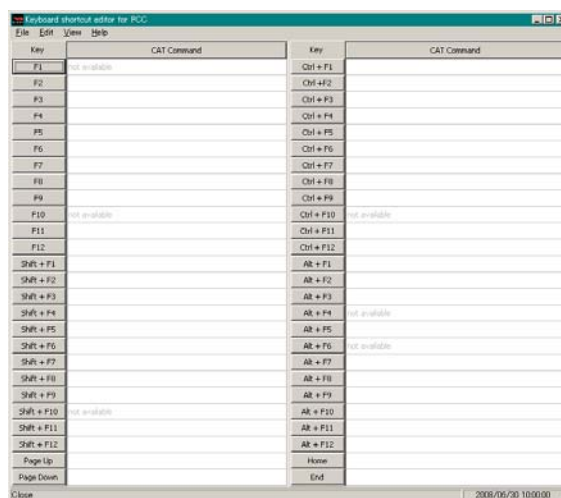 Keyboard shortcut editor for PCC
File Edit View Help
Key CAT Command Key CAT Command
F1 not available Ctrl + F1
F2 Ctrl +F2
F3 Ctrl + F3
F4 Ctrl + F4
F5 Ctrl + F5
F6 Ctrl + F6
F7 Ctrl + F7
F8 Ctrl + F8
F9 Ctrl + F9
F10 not available Ctrl + F10 not available
F11 Ctrl + F11
F12 Ctrl + F12
Shift + F1 Alt + F1
Shift + F2 Alt + F2
Shift + F3 Alt + F3
Shift + F4 Alt + F4 not available
Shift + F5 Alt + F5
Shift + F6 Alt + F6 not available
Shift + F7 Alt + F7
Shift + F8 Alt + F8
Shift + F9 Alt + F9
Shift + F10 not available Alt + F10
Shift + F11 Alt + F11
Shift + F12 Alt + F12
Page Up Home
Page Down End
Close 2008/06/30 10:00:00